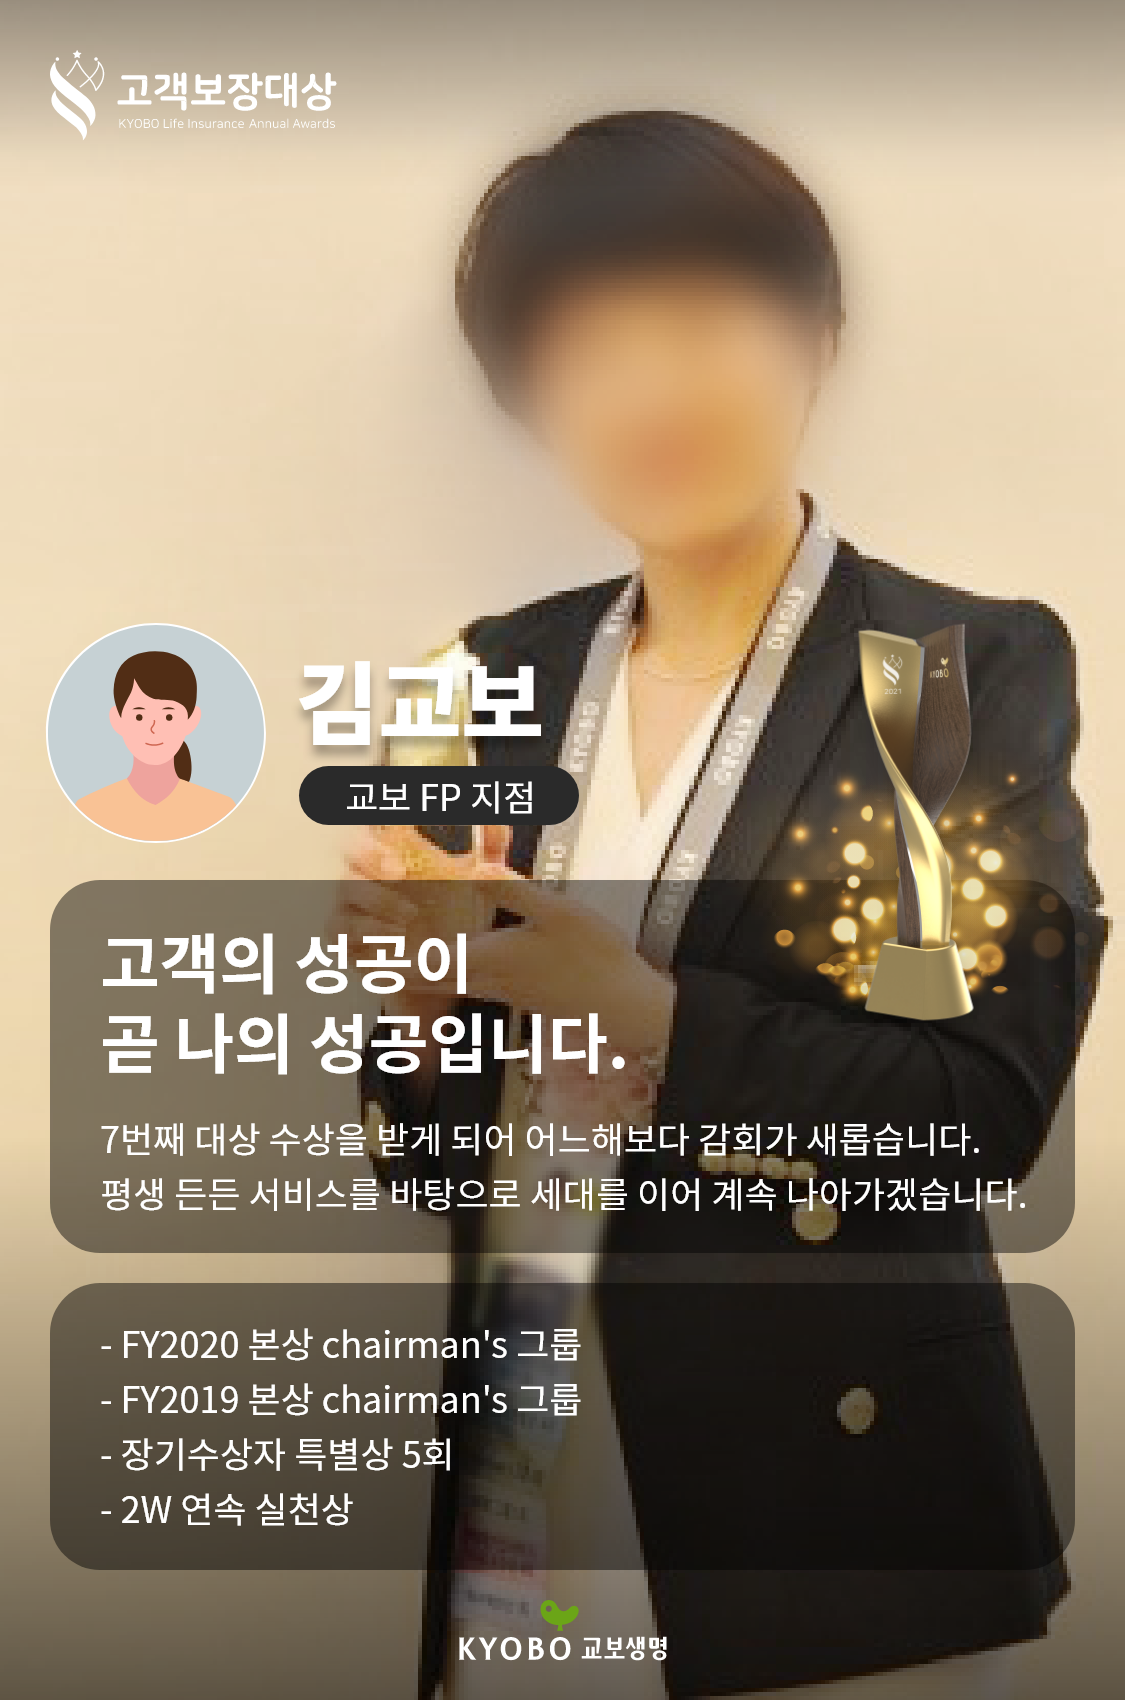 고객보장대상
KYOBO Life Insurance Annual Awards
KYOBO
2021
KYOBO
김교보
교보 FP 지점
고객의 성공이
곧 나의 성공입니다.
7번째 대상 수상을 받게 되어 어느해보다 감회가 새롭습니다.
평생 든든 서비스를 바탕으로 세대를 이어 계속 나아가겠습니다.
- FY2020 본상 chairman's 그룹
- FY2019 본상 chairman's 그룹
- 장기수상자 특별상 5회
- 2W 연속 실천상
KYOBO 교보생명